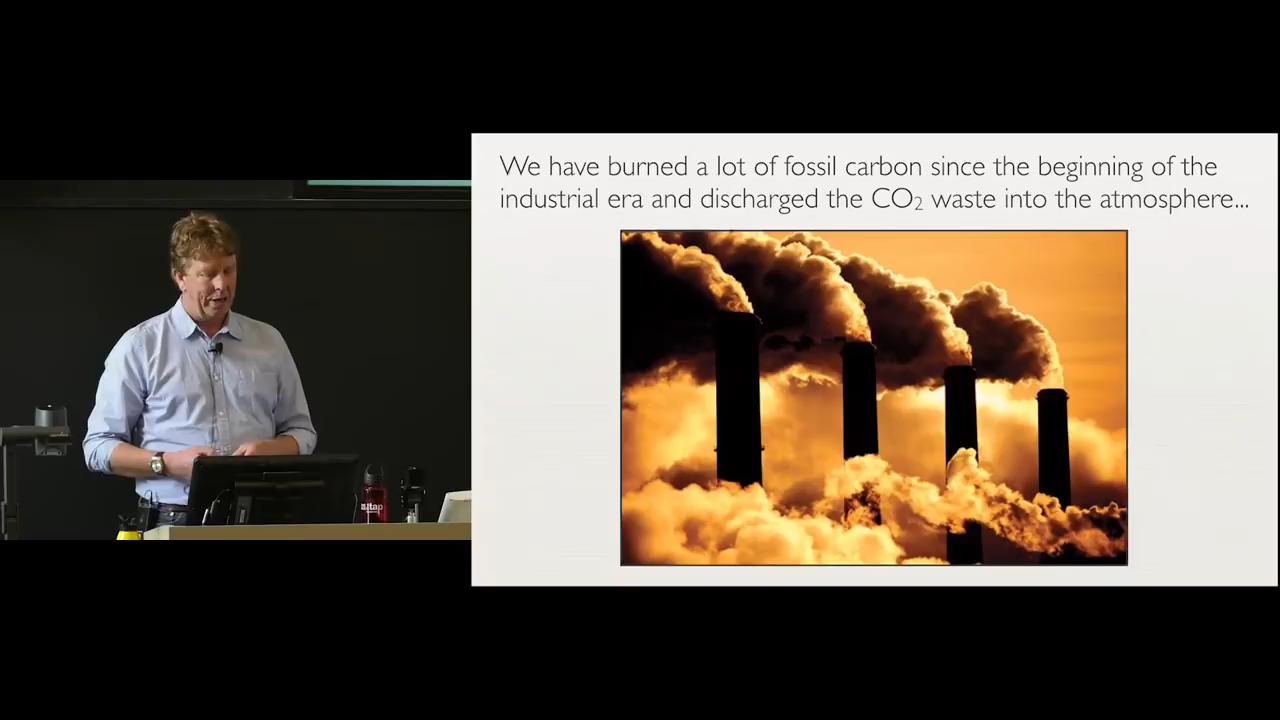 We have burned a lot of fossil carbon since the beginning of the
industrial era and discharged the CO₂ waste into the atmosphere...